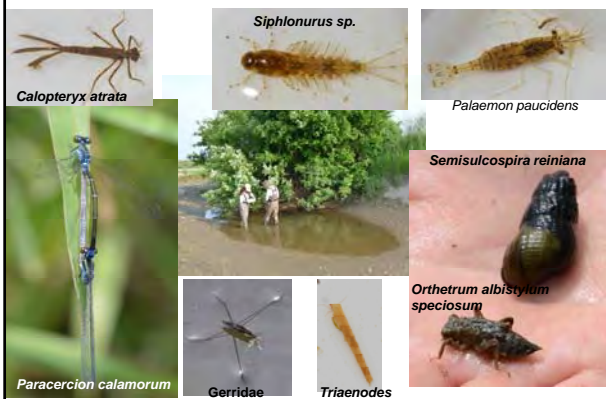 Siphlonurus sp.
Calopteryx atrata
Palaemon paucidens
Semisulcospira reiniana
Orthetrum albistylum
speciosum
Paracercion calamorum
Gerridae
Triaenodes